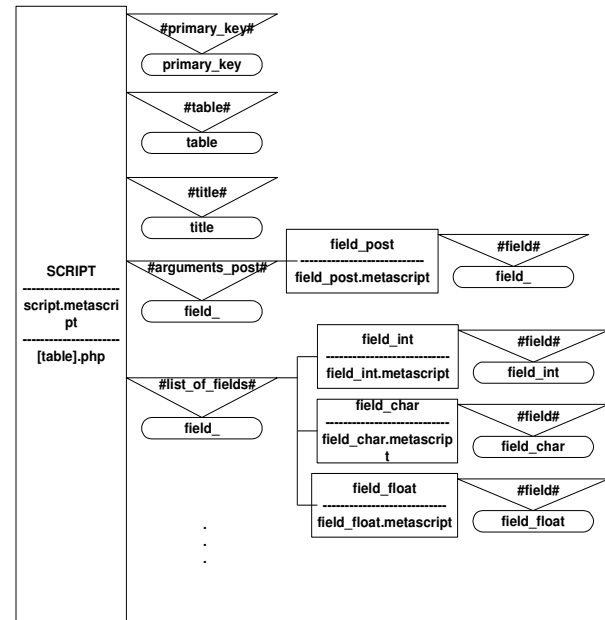 #primary_key#
primary_key
#table#
table
#title#
title
SCRIPT
----------------------
script.metascri
pt
----------------------
[table].php
#arguments_post#
field_
field_post
----------------------------
field_post.metascript
#field#
field_
#list_of_fields#
field_
field_int
----------------------------
field_int.metascript
#field#
field_int
field_char
----------------------------
field_char.metascrip
t
#field#
field_char
field_float
----------------------------
field_float.metascript
#field#
field_float
.
.
.